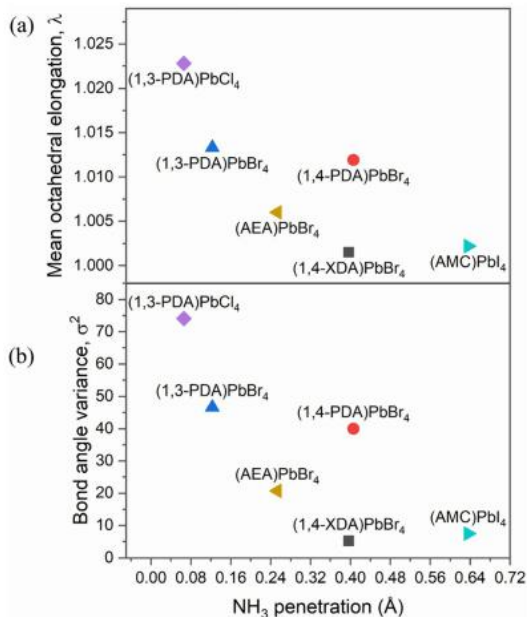 (a)
Mean octahedral elongation, λ
1.025
1.020
1.015
1.010
1.005
1.000
(1,3-PDA)PbCl₄
(1,3-PDA)PbBr₄
(1,4-PDA)PbBr₄
(AEA)PbBr₄
(1,4-XDA)PbBr₄
(AMC)PbI₄
(b)
Bond angle variance, σ²
80
70
60
50
40
30
20
10
0
(1,3-PDA)PbCl₄
(1,3-PDA)PbBr₄
(1,4-PDA)PbBr₄
(AEA)PbBr₄
(1,4-XDA)PbBr₄
(AMC)PbI₄
0.00 0.08 0.16 0.24 0.32 0.40 0.48 0.56 0.64 0.72
NH₃ penetration (Å)